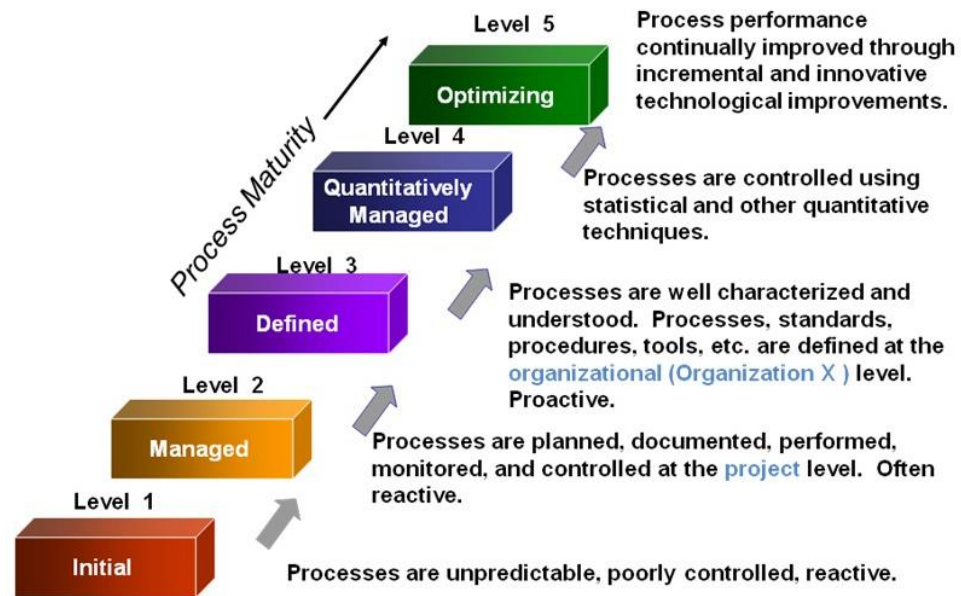 Level 5
Optimizing
Process performance
continually improved through
incremental and innovative
technological improvements.
Process Maturity
Level 4
Quantitatively
Managed
Processes are controlled using
statistical and other quantitative
techniques.
Level 3
Defined
Processes are well characterized and
understood. Processes, standards,
procedures, tools, etc. are defined at the
organizational (Organization X ) level.
Proactive.
Level 2
Managed
Processes are planned, documented, performed,
monitored, and controlled at the project level. Often
reactive.
Level 1
Initial
Processes are unpredictable, poorly controlled, reactive.